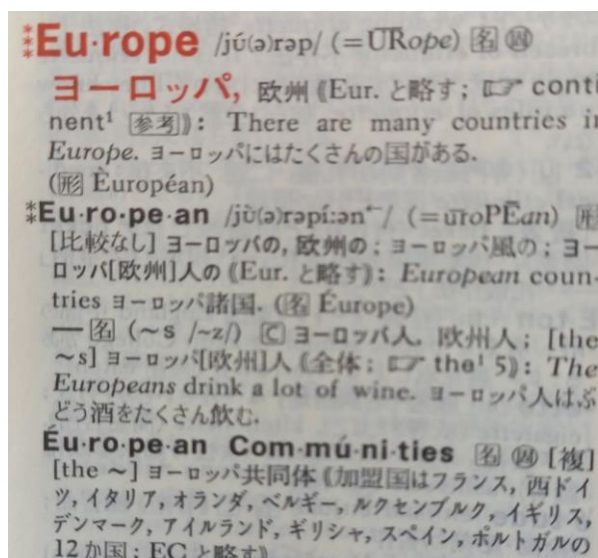 ⁂Eu·rope /jú(ə)rəp/ (=ŪRope) 名 固
ヨーロッパ, 欧州 《Eur. と略す; ☞ conti
nent¹ 参考》: There are many countries in
Europe. ヨーロッパにはたくさんの国がある.
(形 Èuropéan)
⁑Eu·ro·pe·an /jù(ə)rəpíːən←/ (=ūroPĒan) 形
[比較なし] ヨーロッパの, 欧州の; ヨーロッパ風の; ヨー
ロッパ[欧州]人の 《Eur. と略す》: European coun-
tries ヨーロッパ諸国. (名 Éurope)
— 名 (~s /~z/) C ヨーロッパ人, 欧州人; [the
~s] ヨーロッパ[欧州]人 《全体; ☞ the¹ 5》: The
Europeans drink a lot of wine. ヨーロッパ人はぶ
どう酒をたくさん飲む.
Éu·ro·pe·an Com·mú·ni·ties 名 固 [複]
[the ~] ヨーロッパ共同体 《加盟国はフランス, 西ドイ
ツ, イタリア, オランダ, ベルギー, ルクセンブルク, イギリス,
デンマーク, アイルランド, ギリシャ, スペイン, ポルトガルの
12か国; EC と略す》